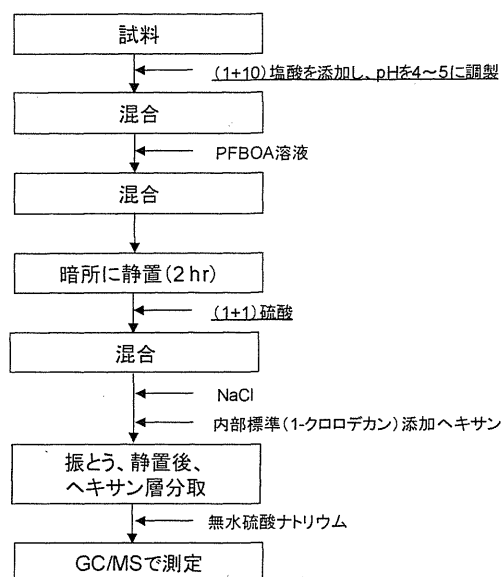 試料
(1+10)塩酸を添加し、pHを4～5に調製
混合
PFBOA溶液
混合
暗所に静置(2 hr)
(1+1)硫酸
混合
NaCl
内部標準(1-クロロデカン)添加ヘキサン
振とう、静置後、
ヘキサン層分取
無水硫酸ナトリウム
GC/MSで測定